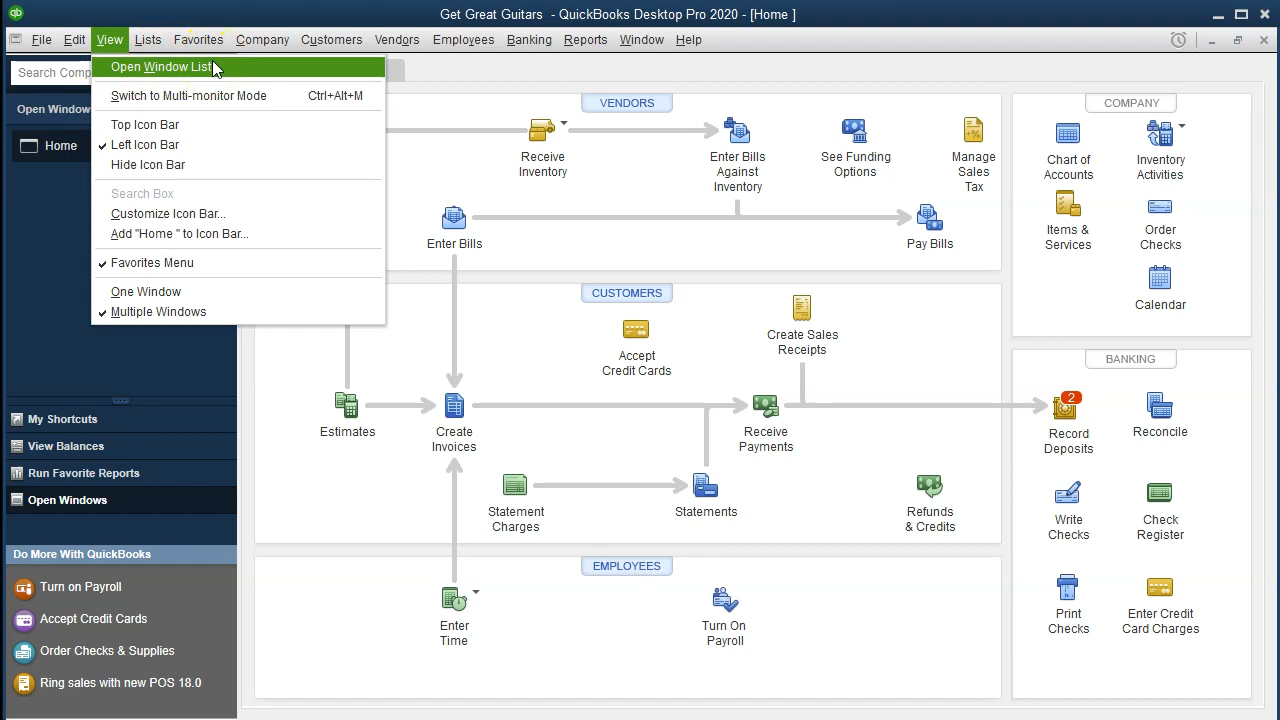 Get Great Guitars - QuickBooks Desktop Pro 2020 - [Home ]
File Edit View Lists Favorites Company Customers Vendors Employees Banking Reports Window Help
Search Comp
Open Window
Home
Open Window List
Switch to Multi-monitor Mode Ctrl+Alt+M
Top Icon Bar
Left Icon Bar
Hide Icon Bar
Search Box
Customize Icon Bar...
Add "Home " to Icon Bar...
Favorites Menu
One Window
Multiple Windows
My Shortcuts
View Balances
Run Favorite Reports
Open Windows
Do More With QuickBooks
Turn on Payroll
Accept Credit Cards
Order Checks & Supplies
Ring sales with new POS 18.0
VENDORS
Receive
Inventory
Enter Bills
Against
Inventory
See Funding
Options
Manage
Sales
Tax
Enter Bills
Pay Bills
CUSTOMERS
Accept
Credit Cards
Create Sales
Receipts
Estimates
Create
Invoices
Receive
Payments
Statement
Charges
Statements
Refunds
& Credits
EMPLOYEES
Enter
Time
Turn On
Payroll
COMPANY
Chart of
Accounts
Inventory
Activities
Items &
Services
Order
Checks
Calendar
BANKING
2
Record
Deposits
Reconcile
Write
Checks
Check
Register
Print
Checks
Enter Credit
Card Charges